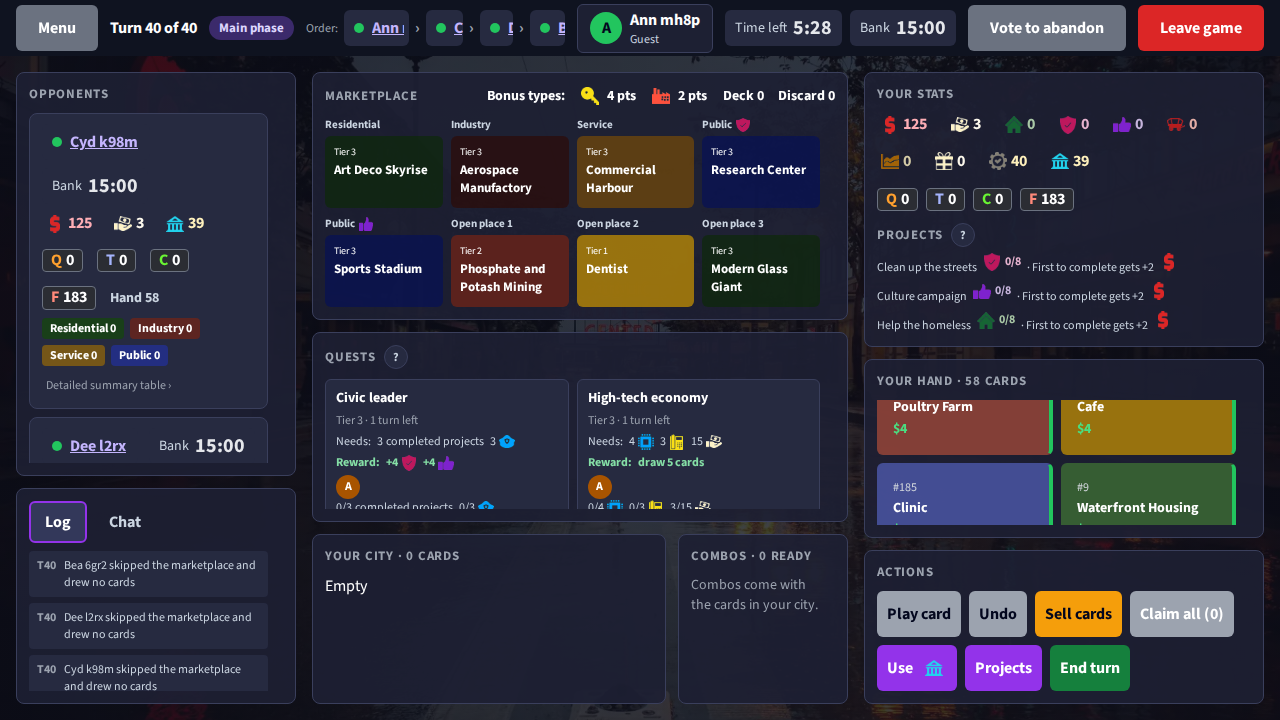 Menu
Turn 40 of 40
Main phase
Order:
Ann
A
Ann mh8p
Guest
Time left 5:28
Bank 15:00
Vote to abandon
Leave game
OPPONENTS
Cyd k98m
Bank 15:00
125 3 39
Q 0 T 0 C 0
F 183 Hand 58
Residential 0 Industry 0
Service 0 Public 0
Detailed summary table ›
Dee l2rx Bank 15:00
Log Chat
T40 Bea 6gr2 skipped the marketplace and
drew no cards
T40 Dee l2rx skipped the marketplace and
drew no cards
T40 Cyd k98m skipped the marketplace
and drew no cards
MARKETPLACE Bonus types: 4 pts 2 pts Deck 0 Discard 0
Residential Industry Service Public
Tier 3
Art Deco Skyrise
Tier 3
Aerospace
Manufactory
Tier 3
Commercial
Harbour
Tier 3
Research Center
Public Open place 1 Open place 2 Open place 3
Tier 3
Sports Stadium
Tier 2
Phosphate and
Potash Mining
Tier 1
Dentist
Tier 3
Modern Glass
Giant
QUESTS ?
Civic leader
Tier 3 · 1 turn left
Needs: 3 completed projects 3
Reward: +4 +4
A
0/3 completed projects 0/3
High-tech economy
Tier 3 · 1 turn left
Needs: 4 3 15
Reward: draw 5 cards
A
0/4 0/3 3/15
YOUR CITY · 0 CARDS
Empty
COMBOS · 0 READY
Combos come with
the cards in your city.
YOUR STATS
125 3 0 0 0 0
0 0 40 39
Q 0 T 0 C 0 F 183
PROJECTS ?
Clean up the streets 0/8 · First to complete gets +2
Culture campaign 0/8 · First to complete gets +2
Help the homeless 0/8 · First to complete gets +2
YOUR HAND · 58 CARDS
Poultry Farm
$4
Cafe
$4
#185
Clinic
#9
Waterfront Housing
ACTIONS
Play card Undo Sell cards Claim all (0)
Use Projects End turn